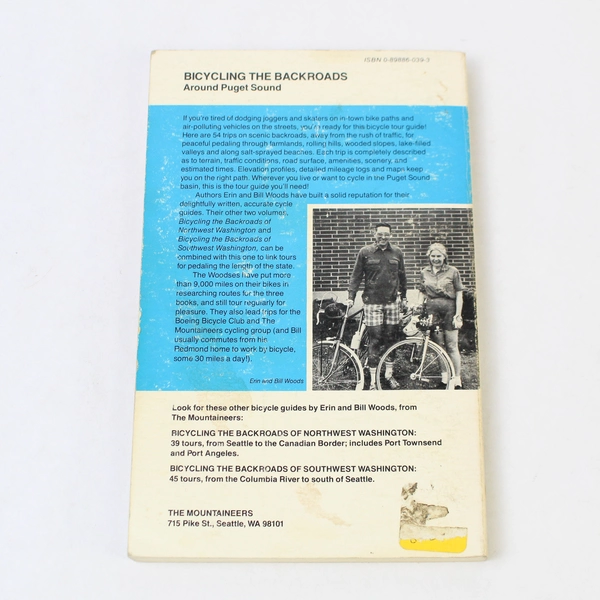 ISBN 0-89886-039-3
BICYCLING THE BACKROADS
Around Puget Sound
If you're tired of dodging joggers and skaters on in-town bike paths and
air-polluting vehicles on the streets, you're ready for this bicycle tour guide!
Here are 54 trips on scenic backroads, away from the rush of traffic, for
peaceful pedaling through farmlands, rolling hills, wooded slopes, lake-filled
valleys and along salt-sprayed beaches. Each trip is completely described
as to terrain, traffic conditions, road surface, amenities, scenery, and
estimated times. Elevation profiles, detailed mileage logs and maps keep
you on the right path. Wherever you live or want to cycle in the Puget Sound
basin, this is the tour guide you'll need!
Authors Erin and Bill Woods have built a solid reputation for their
delightfully written, accurate cycle
guides. Their other two volumes,
Bicycling the Backroads of
Northwest Washington and
Bicycling the Backroads of
Southwest Washington, can be
combined with this one to link tours
for pedaling the length of the state.
The Woodses have put more
than 9,000 miles on their bikes in
researching routes for the three
books, and still tour regularly for
pleasure. They also lead trips for the
Boeing Bicycle Club and The
Mountaineers cycling group (and Bill
usually commutes from his
Redmond home to work by bicycle,
some 30 miles a day!).
Erin and Bill Woods
Look for these other bicycle guides by Erin and Bill Woods, from
The Mountaineers:
BICYCLING THE BACKROADS OF NORTHWEST WASHINGTON:
39 tours, from Seattle to the Canadian Border; includes Port Townsend
and Port Angeles.
BICYCLING THE BACKROADS OF SOUTHWEST WASHINGTON:
45 tours, from the Columbia River to south of Seattle.
THE MOUNTAINEERS
715 Pike St., Seattle, WA 98101